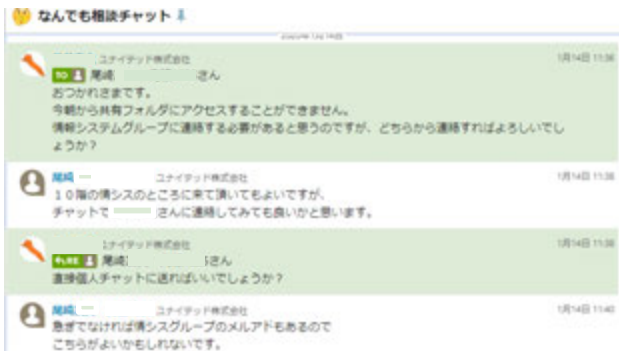 なんでも相談チャット
ユナイテッド株式会社
1月14日 11:36
TO 尾崎 さん
おつかれさまです。
今朝から共有フォルダにアクセスすることができません。
情報システムグループに連絡する必要があると思うのですが、どちらから連絡すればよろしいでし
ょうか？
尾崎 ユナイテッド株式会社
1月14日 11:38
１０階の情シスのところに来て頂いてもよいですが、
チャットで さんに連絡してみても良いかと思います。
ユナイテッド株式会社
1月14日 11:38
RE 尾崎 さん
直接個人チャットに送ればいいでしょうか？
尾崎 ユナイテッド株式会社
1月14日 11:40
急ぎでなければ情シスグループのメルアドもあるので
こちらがよいかもしれないです。